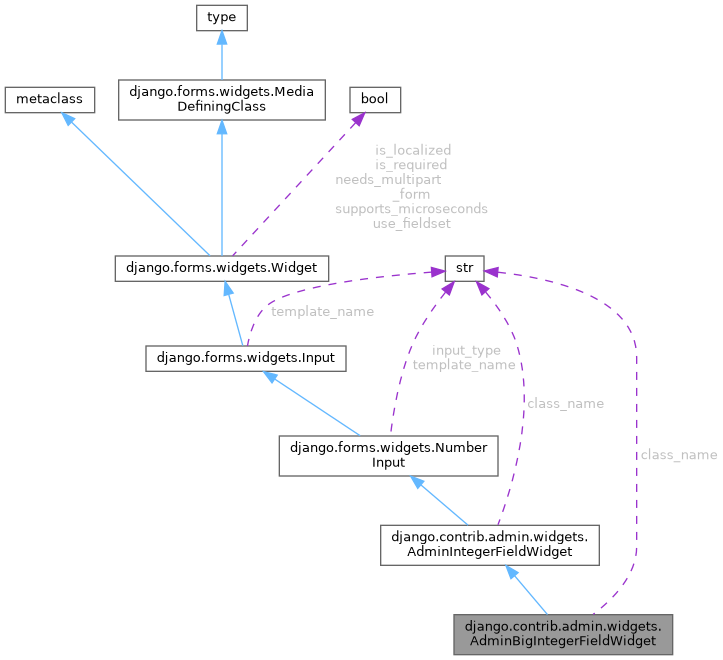 type
django.forms.widgets.Media
DefiningClass
metaclass
bool
is_localized
is_required
needs_multipart
_form
supports_microseconds
use_fieldset
django.forms.widgets.Widget
str
template_name
django.forms.widgets.Input
input_type
template_name
class_name
django.forms.widgets.Number
Input
class_name
django.contrib.admin.widgets.
AdminIntegerFieldWidget
django.contrib.admin.widgets.
AdminBigIntegerFieldWidget